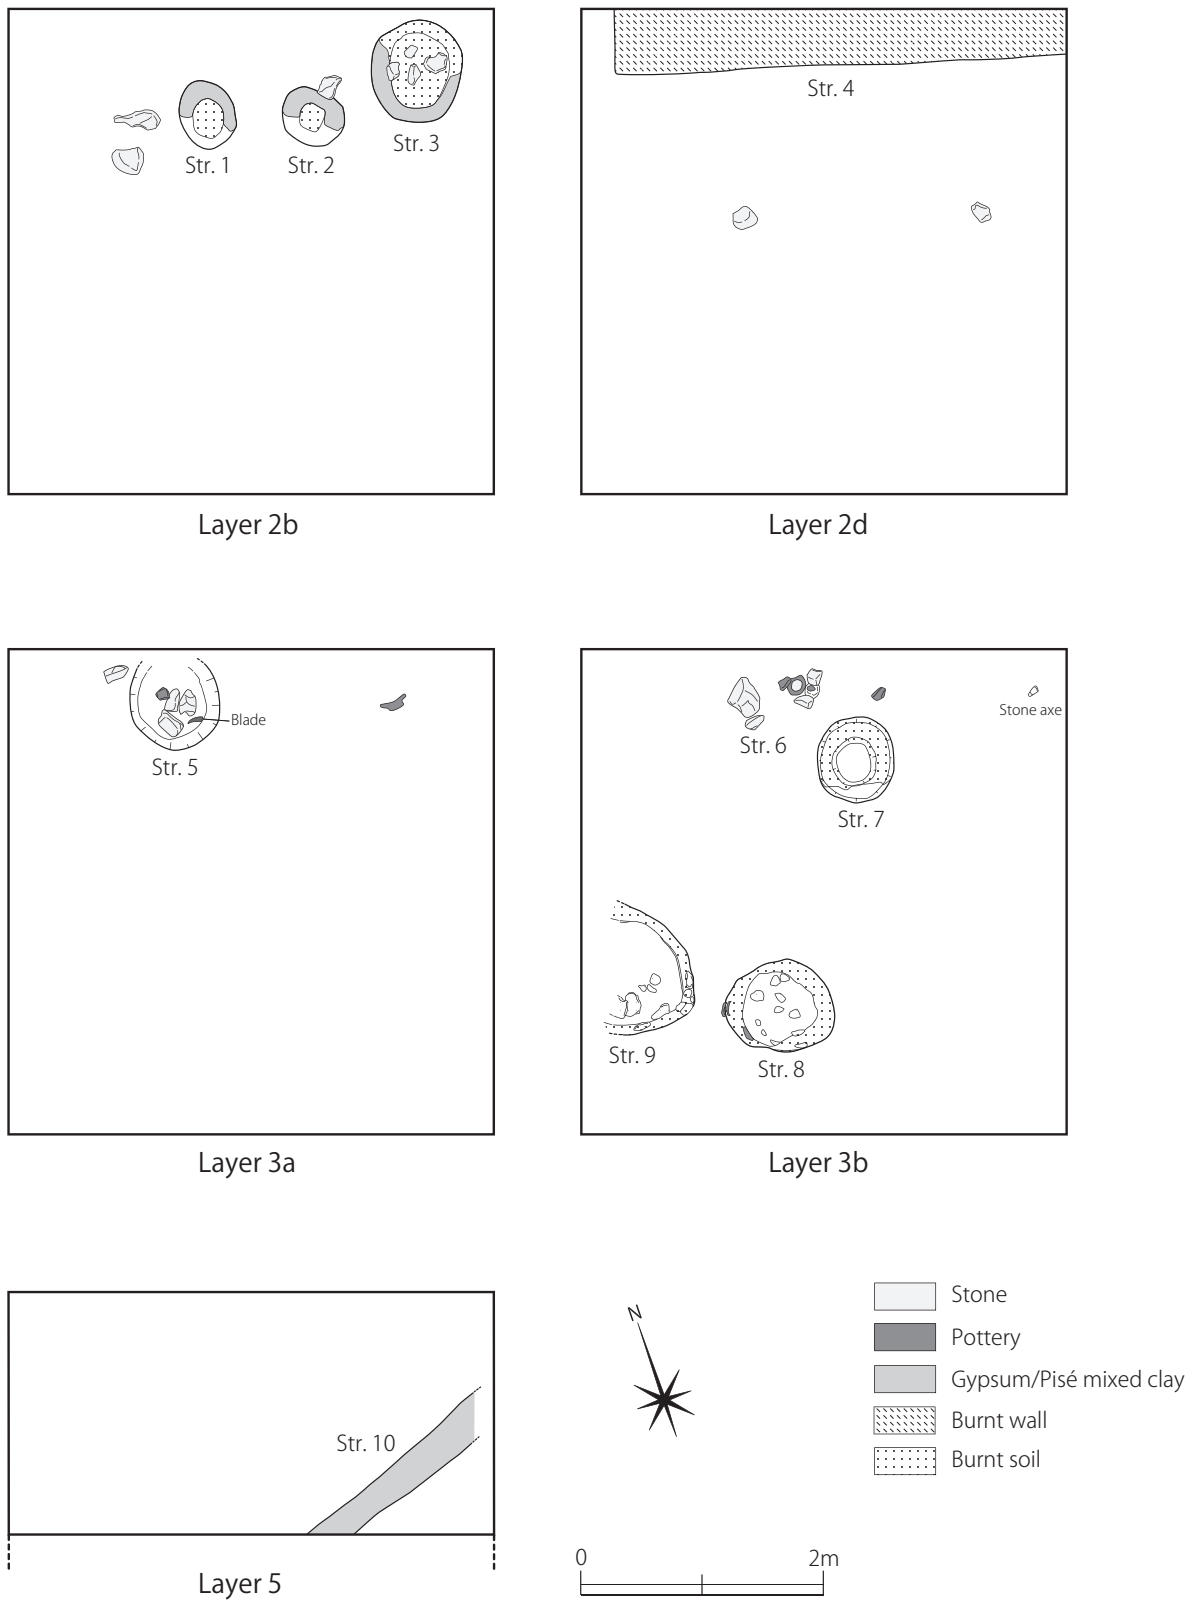 Str. 1
Str. 2
Str. 3
Layer 2b
Str. 4
Layer 2d
Blade
Str. 5
Layer 3a
Stone axe
Str. 6
Str. 7
Str. 9
Str. 8
Layer 3b
Str. 10
Layer 5
N
Stone
Pottery
Gypsum/Pisé mixed clay
Burnt wall
Burnt soil
0 2m